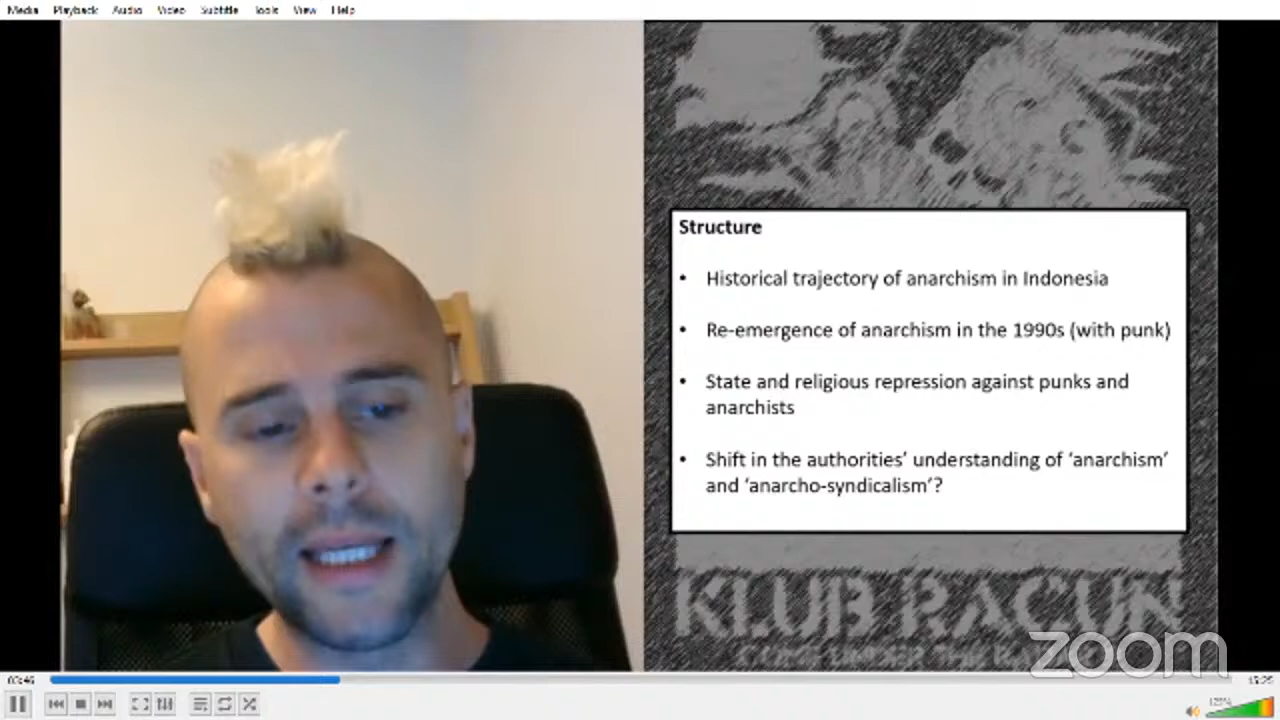 Media Playback Audio Video Subtitle Tools View Help
Structure
• Historical trajectory of anarchism in Indonesia
• Re-emergence of anarchism in the 1990s (with punk)
• State and religious repression against punks and
anarchists
• Shift in the authorities' understanding of 'anarchism'
and 'anarcho-syndicalism'?
KLUB RACUN
zoom
03:46